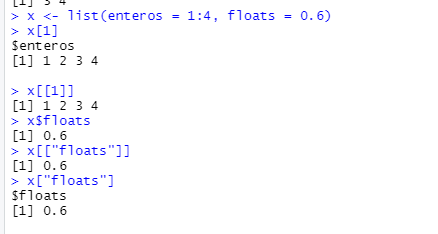 [1] 3 4
> x <- list(enteros = 1:4, floats = 0.6)
> x[1]
$enteros
[1] 1 2 3 4

> x[[1]]
[1] 1 2 3 4
> x$floats
[1] 0.6
> x[["floats"]]
[1] 0.6
> x["floats"]
$floats
[1] 0.6